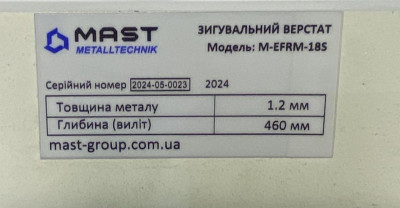 MAST
METALLTECHNIK
ЗИГУВАЛЬНИЙ ВЕРСТАТ
Модель: M-EFRM-18S
Серійний номер 2024-05-0023 2024
Товщина металу 1.2 мм
Глибина (виліт) 460 мм
mast-group.com.ua